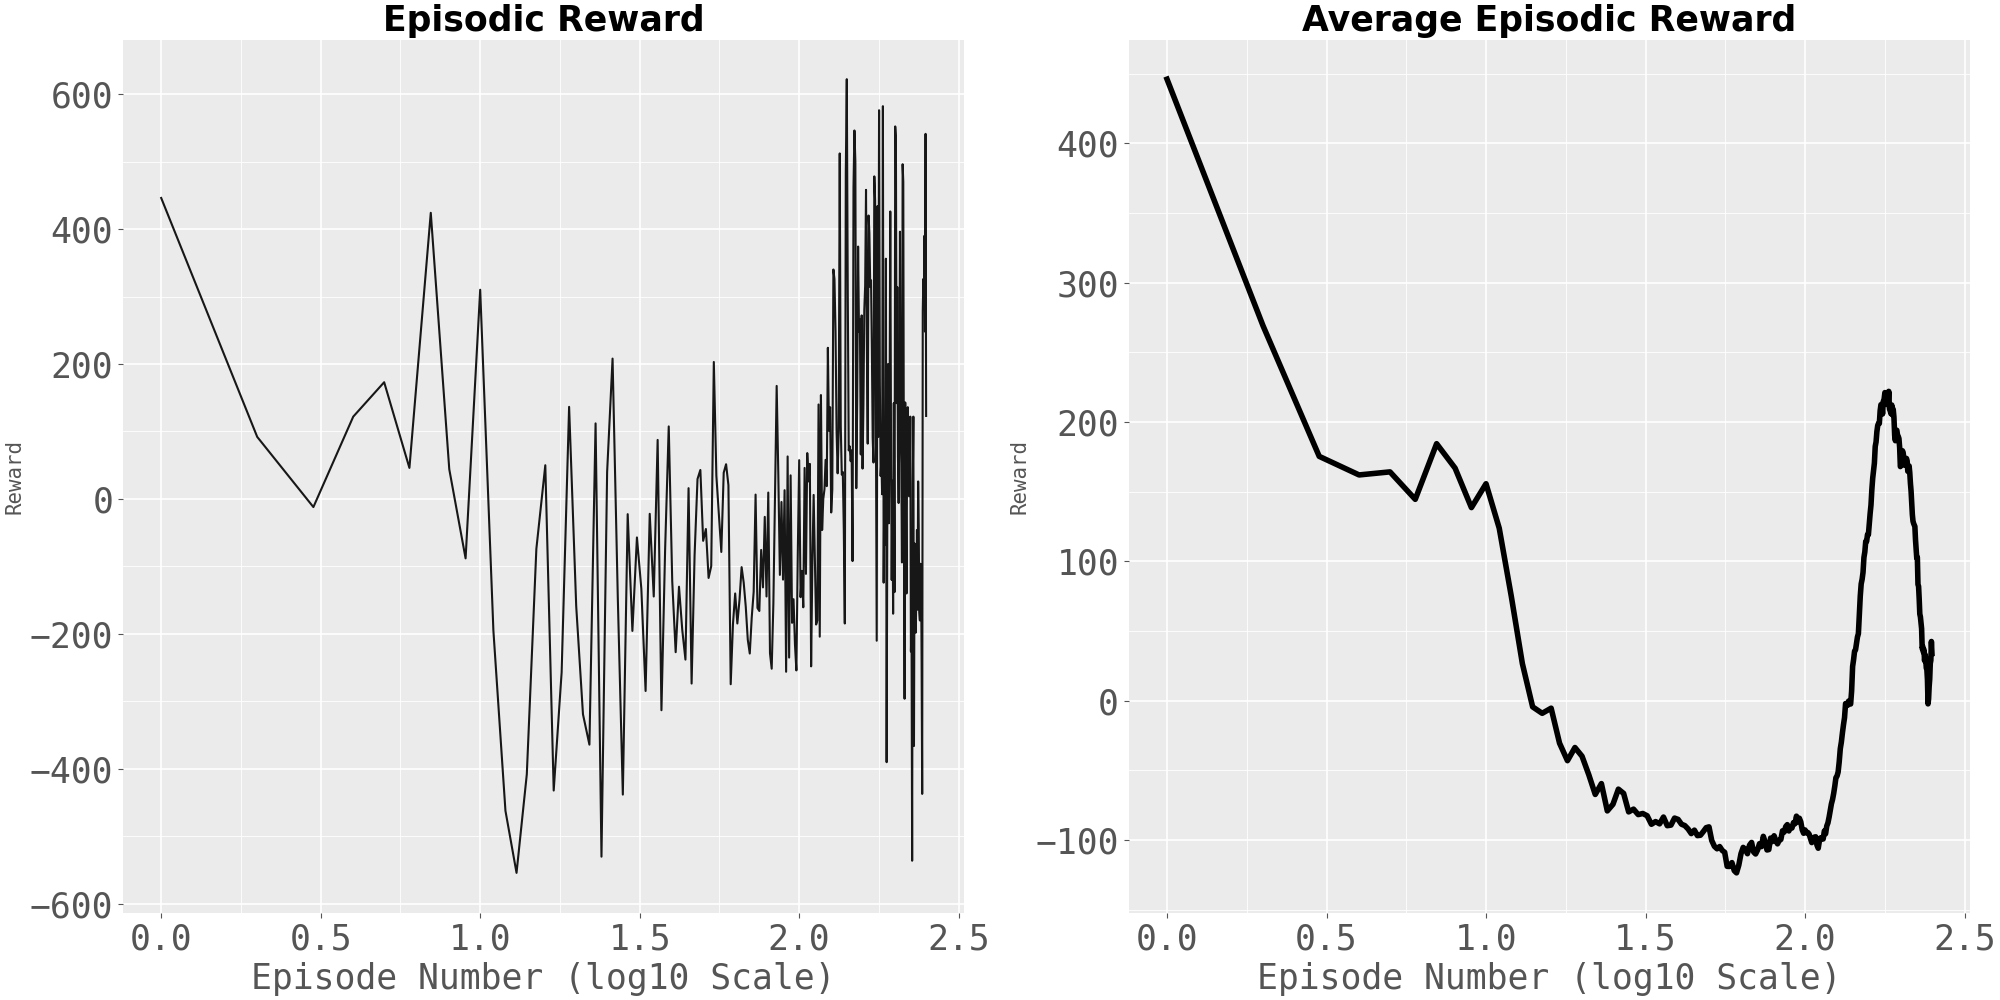 Episodic Reward
600
400
200
0
−200
−400
−600
Reward
0.0 0.5 1.0 1.5 2.0 2.5
Episode Number (log10 Scale)
Average Episodic Reward
400
300
200
100
0
−100
Reward
0.0 0.5 1.0 1.5 2.0 2.5
Episode Number (log10 Scale)